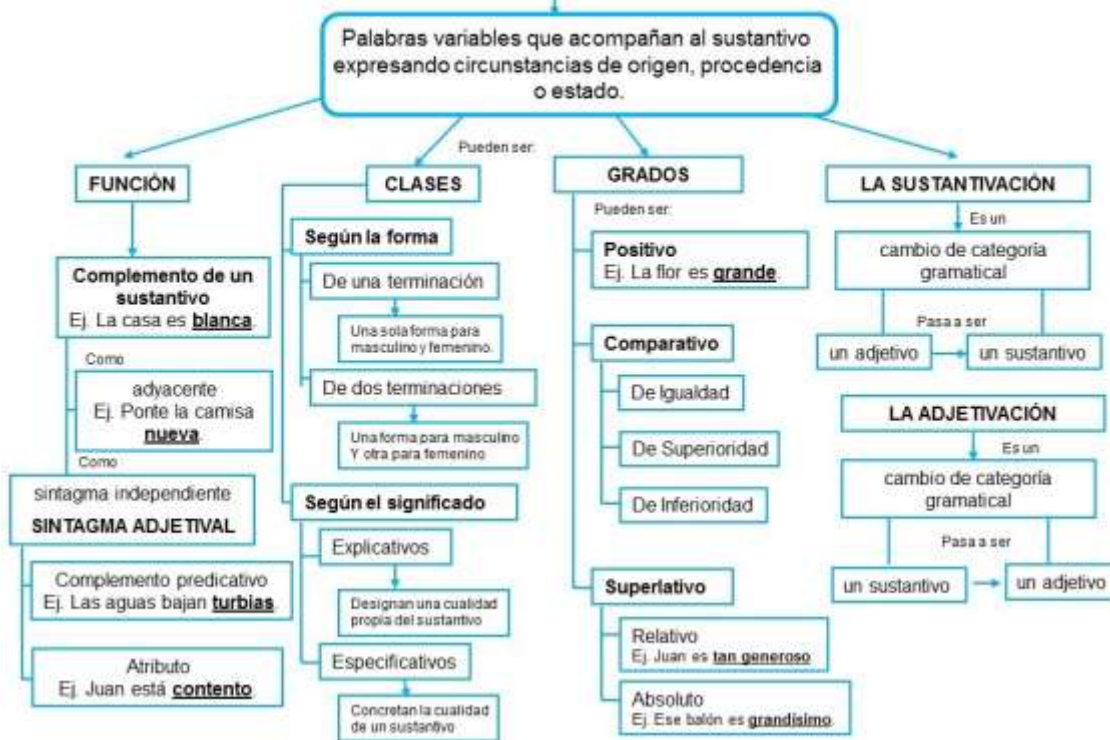 Palabras variables que acompañan al sustantivo
expresando circunstancias de origen, procedencia
o estado.
Pueden ser:
FUNCIÓN
Complemento de un
sustantivo
Ej. La casa es blanca.
Como
adyacente
Ej. Ponte la camisa
nueva.
Como
sintagma independiente
SINTAGMA ADJETIVAL
Complemento predicativo
Ej. Las aguas bajan turbias.
Atributo
Ej. Juan está contento.
CLASES
Según la forma
De una terminación
Una sola forma para
masculino y femenino.
De dos terminaciones
Una forma para masculino
Y otra para femenino
Según el significado
Explicativos
Designan una cualidad
propia del sustantivo
Especificativos
Concretan la cualidad
de un sustantivo
GRADOS
Pueden ser:
Positivo
Ej. La flor es grande.
Comparativo
De Igualdad
De Superioridad
De Inferioridad
Superlativo
Relativo
Ej. Juan es tan generoso
Absoluto
Ej. Ese balón es grandísimo.
LA SUSTANTIVACIÓN
Es un
cambio de categoría
gramatical
Pasa a ser
un adjetivo
un sustantivo
LA ADJETIVACIÓN
Es un
cambio de categoría
gramatical
Pasa a ser
un sustantivo
un adjetivo